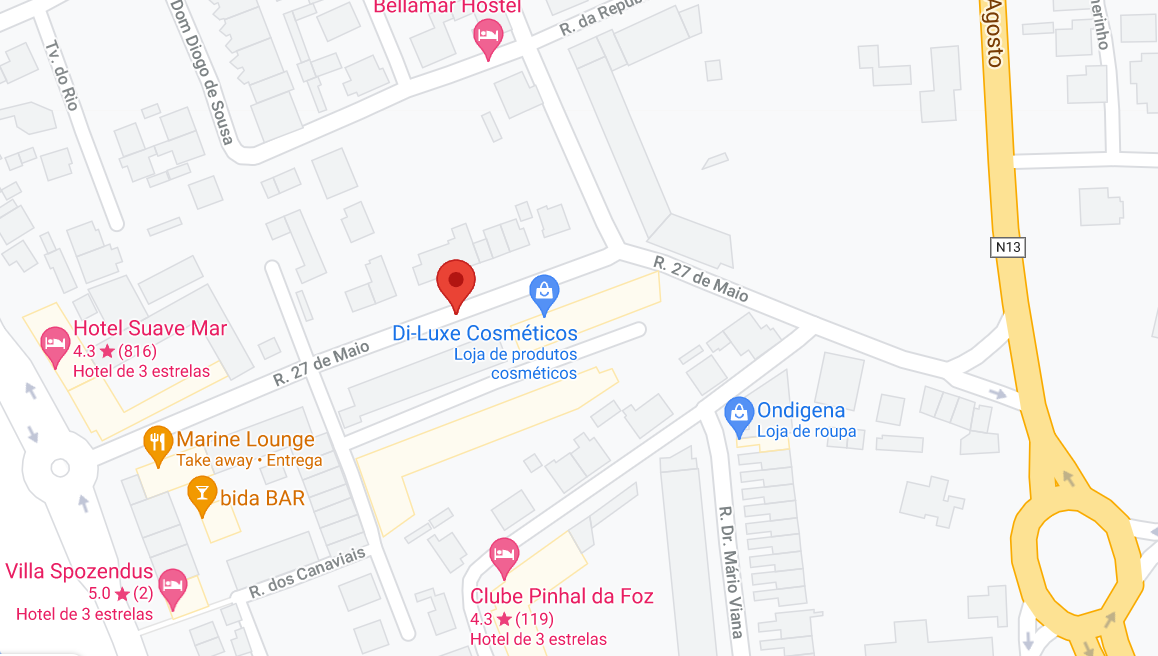 Bellamar Hostel
R. da Repub
Agosto
Dom Diogo de Sousa
Tv. do Rio
N13
R. 27 de Maio
Hotel Suave Mar
4.3 ★ (816)
Hotel de 3 estrelas
Di-Luxe Cosméticos
Loja de produtos
cosméticos
R. 27 de Maio
Ondigena
Loja de roupa
Marine Lounge
Take away • Entrega
bida BAR
R. Dr. Mário Viana
R. dos Canaviais
Villa Spozendus
5.0 ★ (2)
Hotel de 3 estrelas
Clube Pinhal da Foz
4.3 ★ (119)
Hotel de 3 estrelas